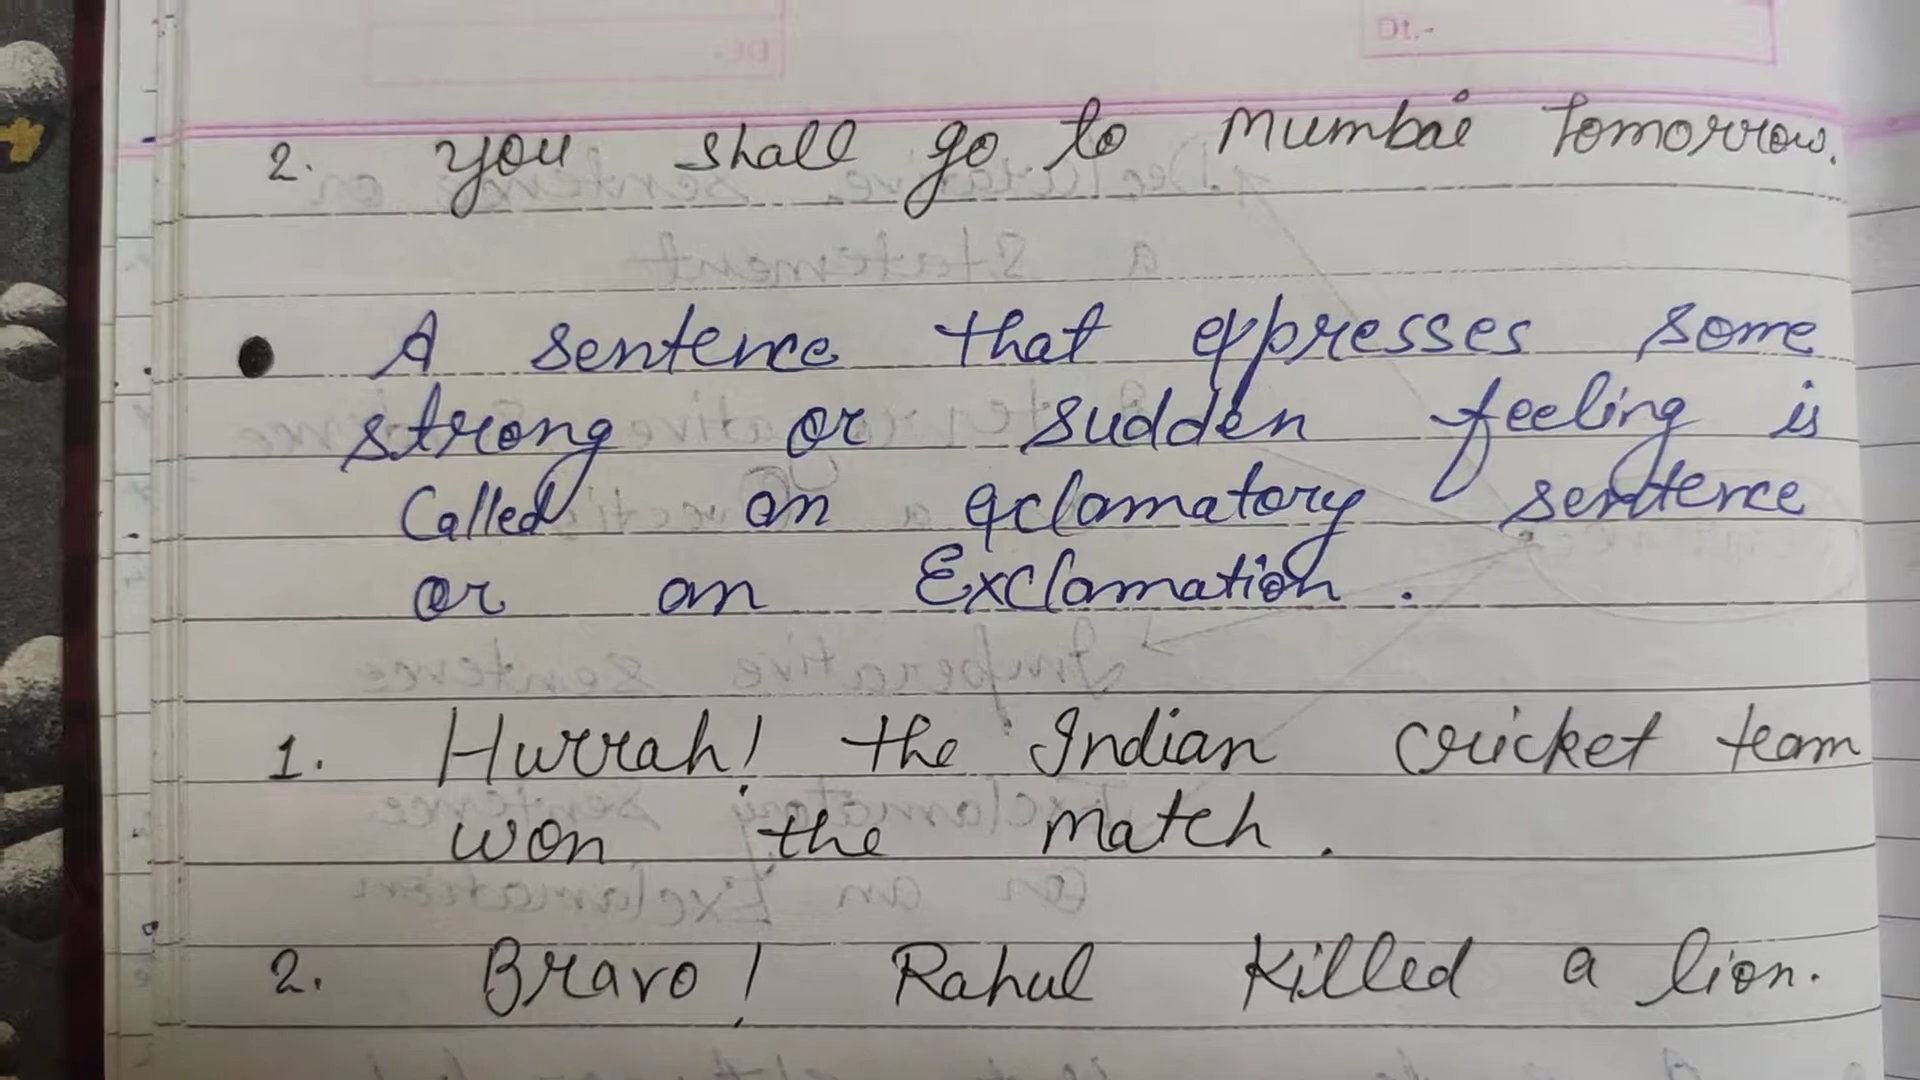 Dt.-
2. you shall go to Mumbai Tomorrow.
• A sentence that expresses some
strong or sudden feeling is
Called an exclamatory sentence
or an Exclamation.
1. Hurrah! the Indian cricket team
won the match.
2. Bravo! Rahul Killed a lion.